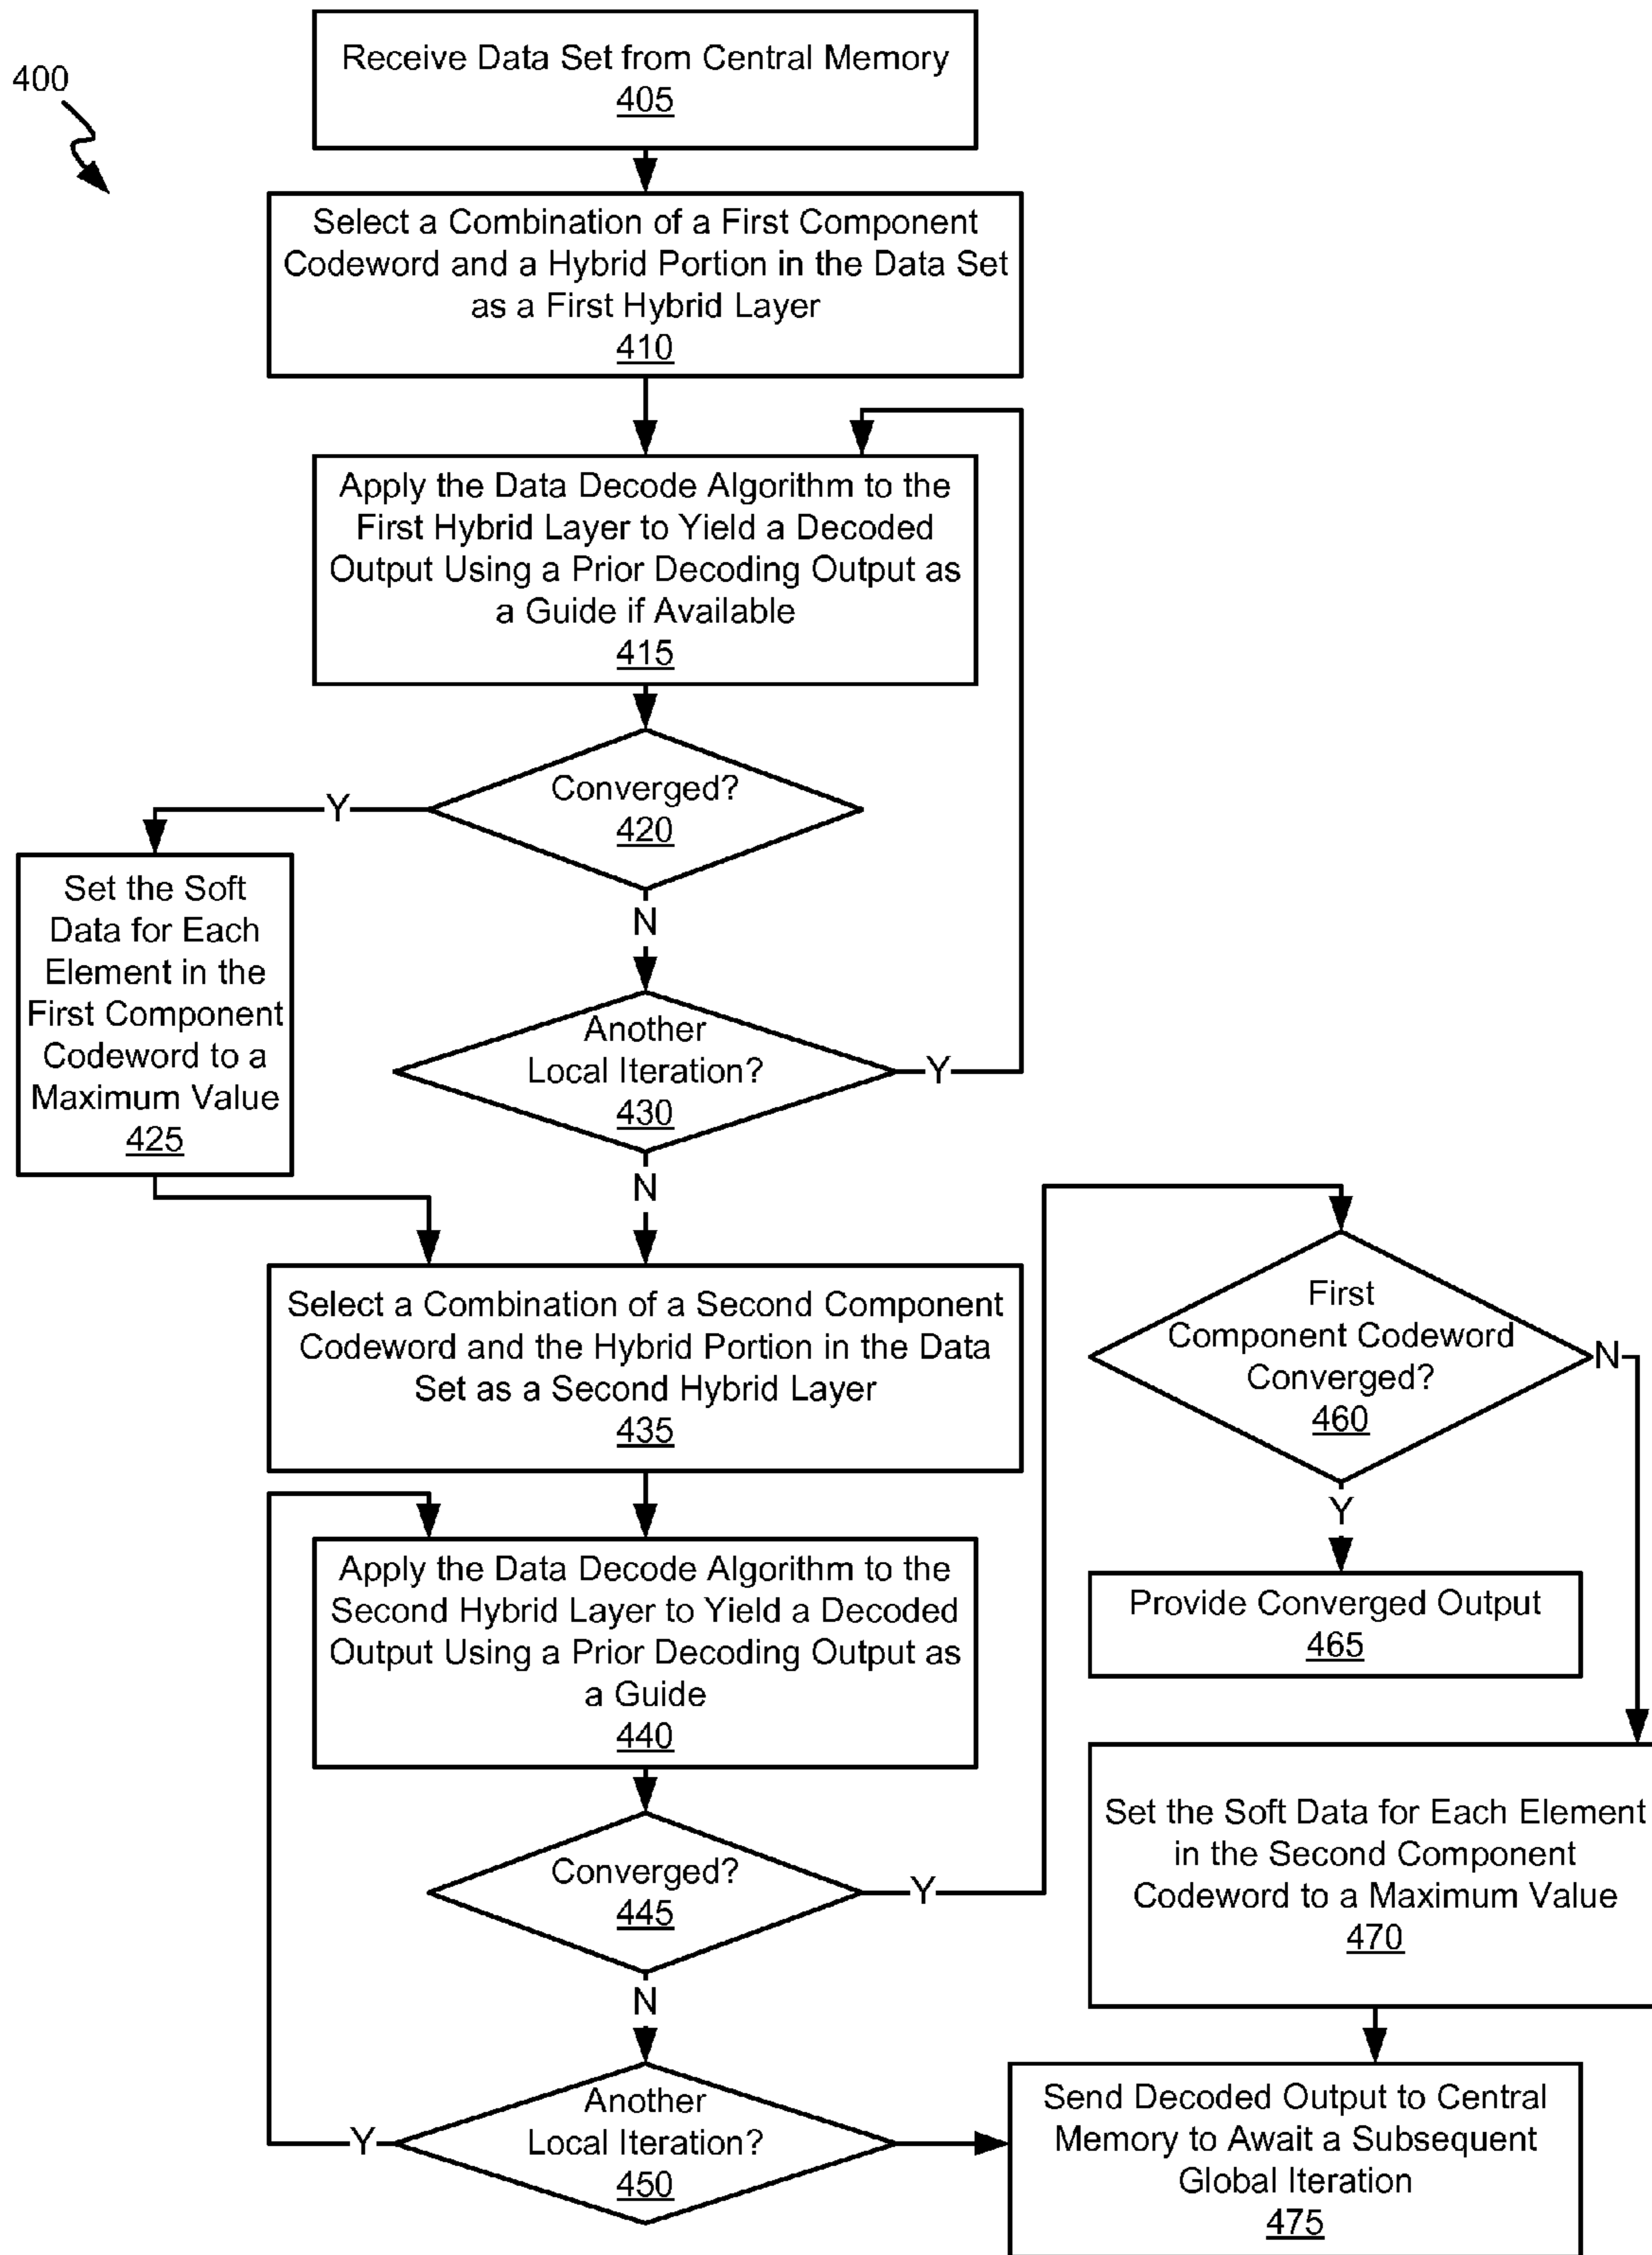 400
Receive Data Set from Central Memory
405
Select a Combination of a First Component
Codeword and a Hybrid Portion in the Data Set
as a First Hybrid Layer
410
Apply the Data Decode Algorithm to the
First Hybrid Layer to Yield a Decoded
Output Using a Prior Decoding Output as
a Guide if Available
415
Converged?
420
Y
N
Set the Soft
Data for Each
Element in the
First Component
Codeword to a
Maximum Value
425
Another
Local Iteration?
430
Y
N
Select a Combination of a Second Component
Codeword and the Hybrid Portion in the Data
Set as a Second Hybrid Layer
435
Apply the Data Decode Algorithm to the
Second Hybrid Layer to Yield a Decoded
Output Using a Prior Decoding Output as
a Guide
440
Converged?
445
Y
N
Another
Local Iteration?
450
Y
First
Component Codeword
Converged?
460
N
Y
Provide Converged Output
465
Set the Soft Data for Each Element
in the Second Component
Codeword to a Maximum Value
470
Send Decoded Output to Central
Memory to Await a Subsequent
Global Iteration
475